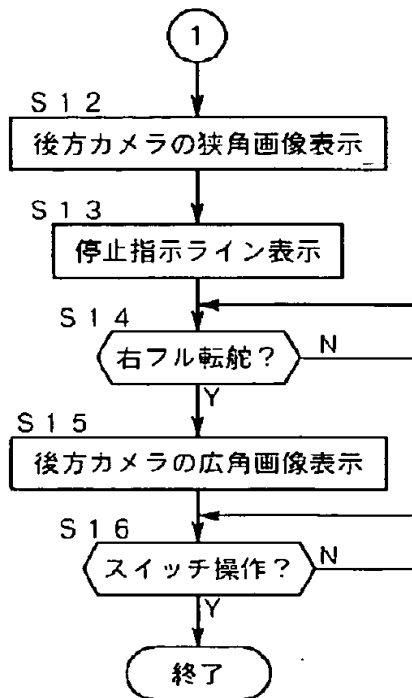 1
S12
後方カメラの狭角画像表示
S13
停止指示ライン表示
S14
右フル転舵？
N
Y
S15
後方カメラの広角画像表示
S16
スイッチ操作？
N
Y
終了